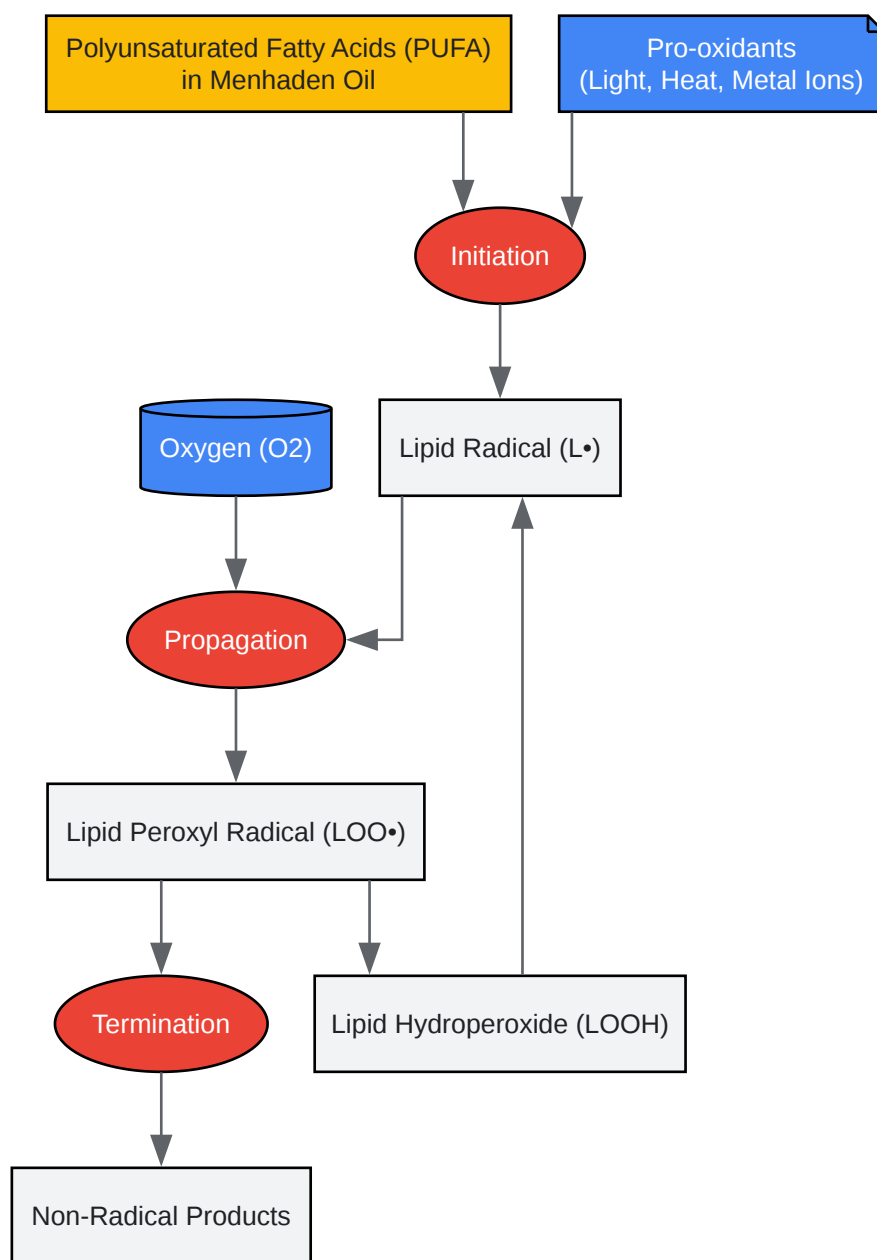 Polyunsaturated Fatty Acids (PUFA)
in Menhaden Oil
Pro-oxidants
(Light, Heat, Metal Ions)
Initiation
Oxygen (O2)
Lipid Radical (L•)
Propagation
Lipid Peroxyl Radical (LOO•)
Termination
Lipid Hydroperoxide (LOOH)
Non-Radical Products